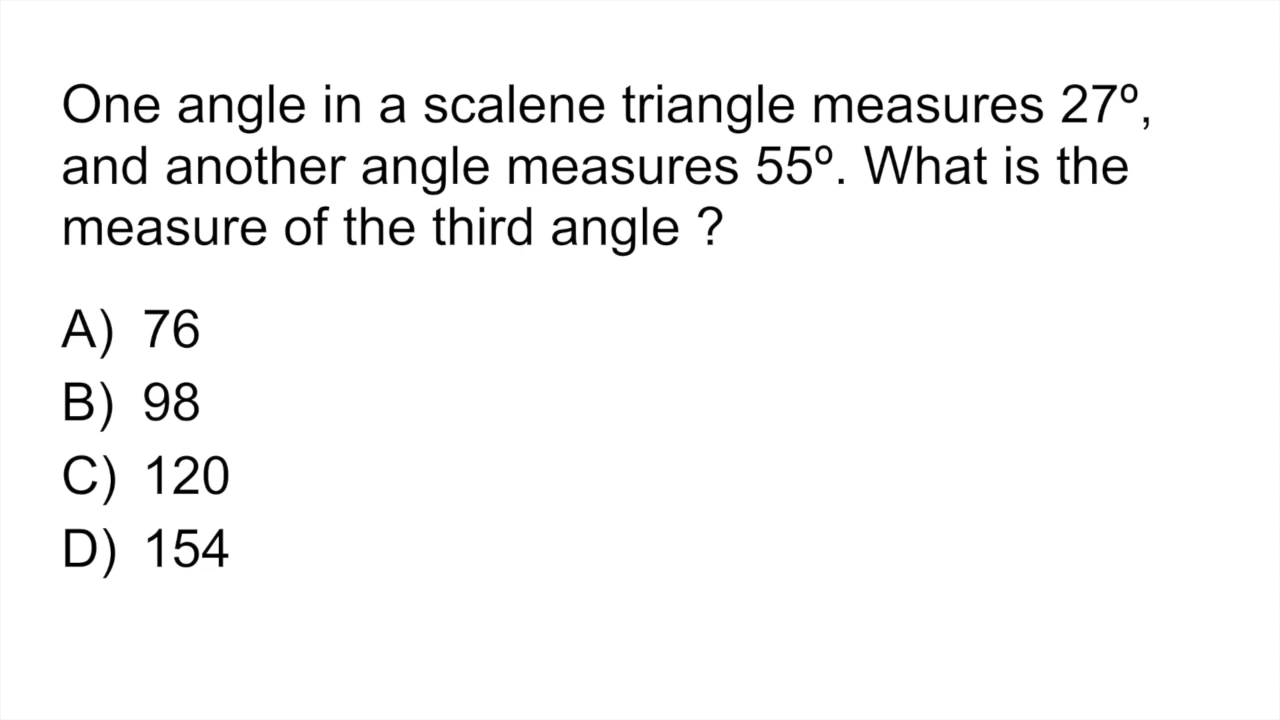 One angle in a scalene triangle measures 27º,
and another angle measures 55º. What is the
measure of the third angle ?
A) 76
B) 98
C) 120
D) 154